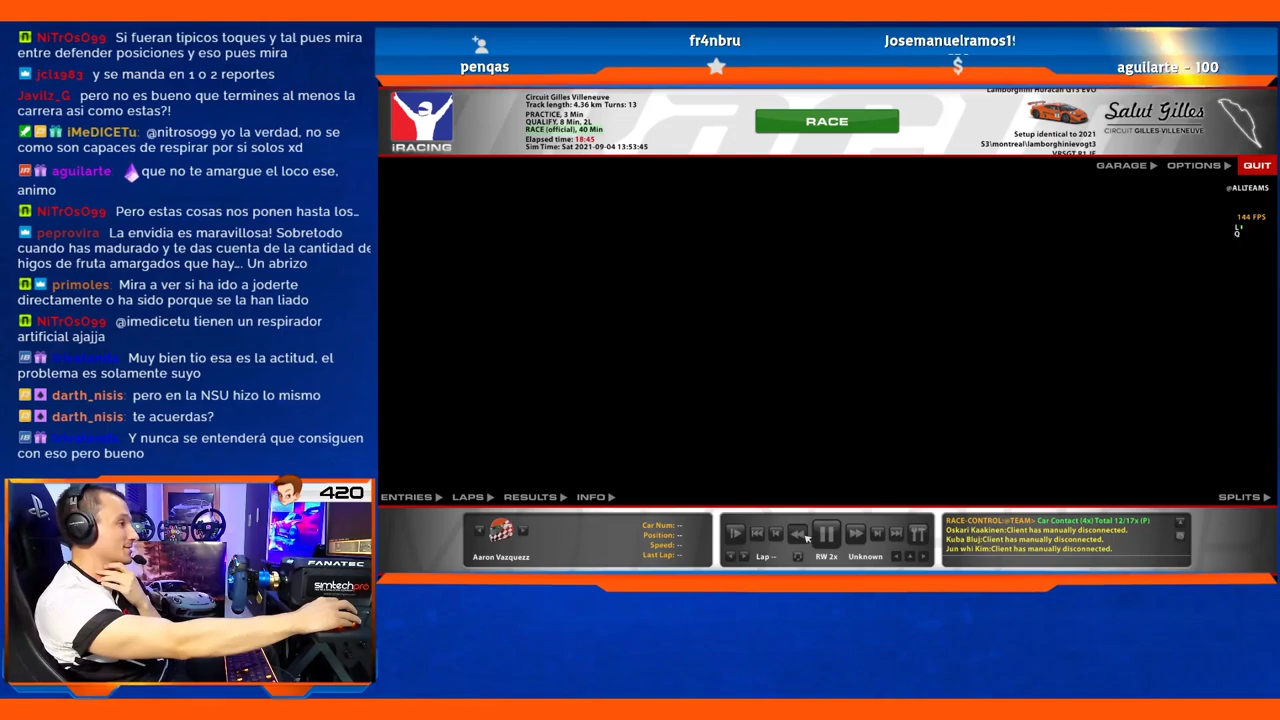 NiTrOsO99 Si fueran tipicos toques y tal pues mira
entre defender posiciones y eso pues mira
jcl1983 y se manda en 1 o 2 reportes
Javilz_G pero no es bueno que termines al menos la
carrera asi como estas?!
iMeDICETu: @nitroso99 yo la verdad, no se
como son capaces de respirar por si solos xd
aguilarte: que no te amargue el loco ese,
animo
NiTrOsO99 Pero estas cosas nos ponen hasta los...
peprovira: La envidia es maravillosa! Sobretodo
cuando has madurado y te das cuenta de la cantidad de
higos de fruta amargados que hay... Un abrizo
primoles: Mira a ver si ha ido a joderte
directamente o ha sido porque se la han liado
NiTrOsO99 @imedicetu tienen un respirador
artificial ajajja
Muy bien tio esa es la actitud, el
problema es solamente suyo
darth_nisis: pero en la NSU hizo lo mismo
darth_nisis: te acuerdas?
Y nunca se entenderá que consiguen
con eso pero bueno
420
FANATEC
simtechpro
penqas
fr4nbru
Josemanuelramos1
aguilarte - 100
iRACING
Circuit Gilles Villeneuve
Track length: 4.36 km Turns: 13
PRACTICE, 3 Min
QUALIFY, 8 Min, 2L
RACE (official), 40 Min
Elapsed time: 18:45
Sim Time: Sat 2021-09-04 13:53:45
RACE
Lamborghini Huracan GT3 EVO
Setup identical to 2021
S3\montreal\lamborghinievogt3
Salut Gilles
CIRCUIT GILLES VILLENEUVE
GARAGE OPTIONS QUIT
@ALLTEAMS
144 FPS
L
Q
ENTRIES LAPS RESULTS INFO SPLITS
Aaron Vazquezz
Car Num: --
Position: --
Speed: --
Last Lap: --
Lap -- RW 2x Unknown
RACE-CONTROL:@TEAM> Car Contact (4x) Total 12/17x (P)
Oskari Kaakinen:Client has manually disconnected.
Kuba Bluj:Client has manually disconnected.
Jun whi Kim:Client has manually disconnected.